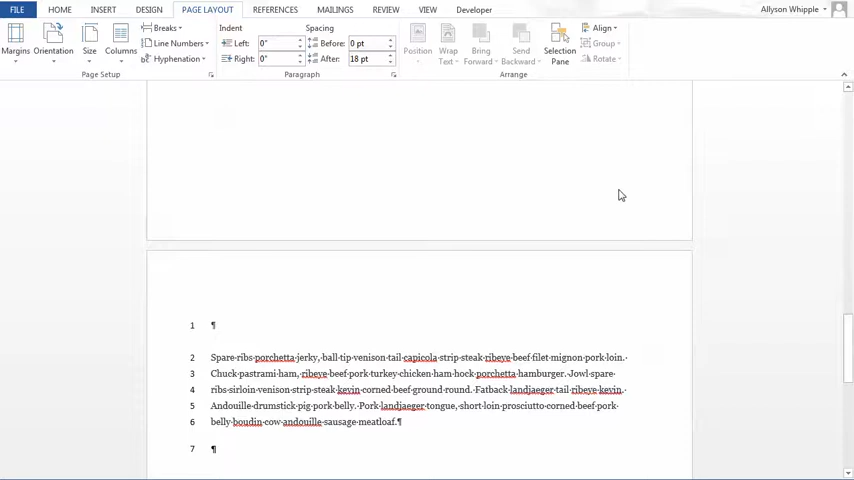 FILE HOME INSERT DESIGN PAGE LAYOUT REFERENCES MAILINGS REVIEW VIEW Developer Allyson Whipple
Margins Orientation Size Columns
Breaks
Line Numbers
Hyphenation
Page Setup
Indent
Left: 0"
Right: 0"
Spacing
Before: 0 pt
After: 18 pt
Paragraph
Position
Wrap Text
Bring Forward
Send Backward
Selection Pane
Align
Group
Rotate
Arrange
1 ¶
2 Spare·ribs·porchetta·jerky,·ball·tip·venison·tail·capicola·strip·steak·ribeye·beef·filet·mignon·pork·loin.·
3 Chuck·pastrami·ham,·ribeye·beef·pork·turkey·chicken·ham·hock·porchetta·hamburger.·Jowl·spare·
4 ribs·sirloin·venison·strip·steak·kevin·corned·beef·ground·round.·Fatback·landjaeger·tail·ribeye·kevin.·
5 Andouille·drumstick·pig·pork·belly.·Pork·landjaeger·tongue,·short·loin·prosciutto·corned·beef·pork·
6 belly·boudin·cow·andouille·sausage·meatloaf.¶
7 ¶